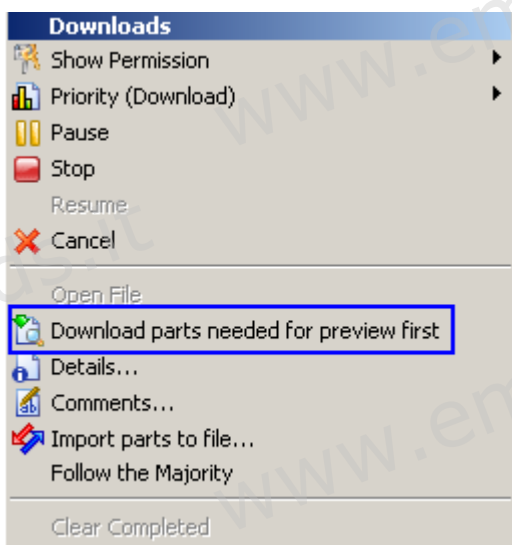 Downloads
Show Permission
Priority (Download)
Pause
Stop
Resume
Cancel
Open File
Download parts needed for preview first
Details...
Comments...
Import parts to file...
Follow the Majority
Clear Completed